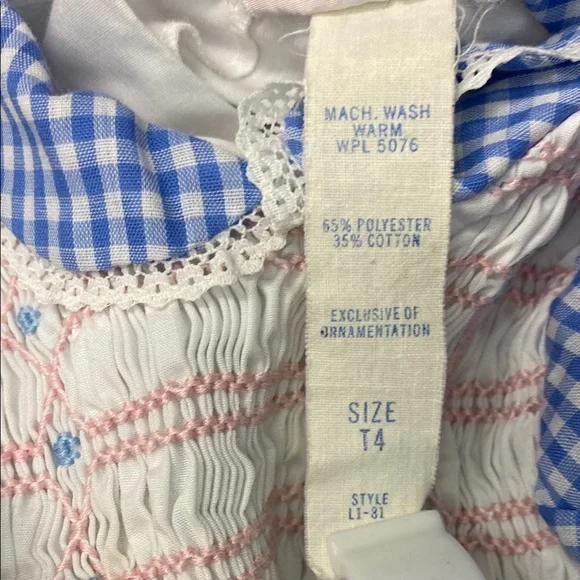 MACH. WASH
WARM
WPL 5076
65% POLYESTER
35% COTTON
EXCLUSIVE OF
ORNAMENTATION
SIZE
T4
STYLE
L1-81